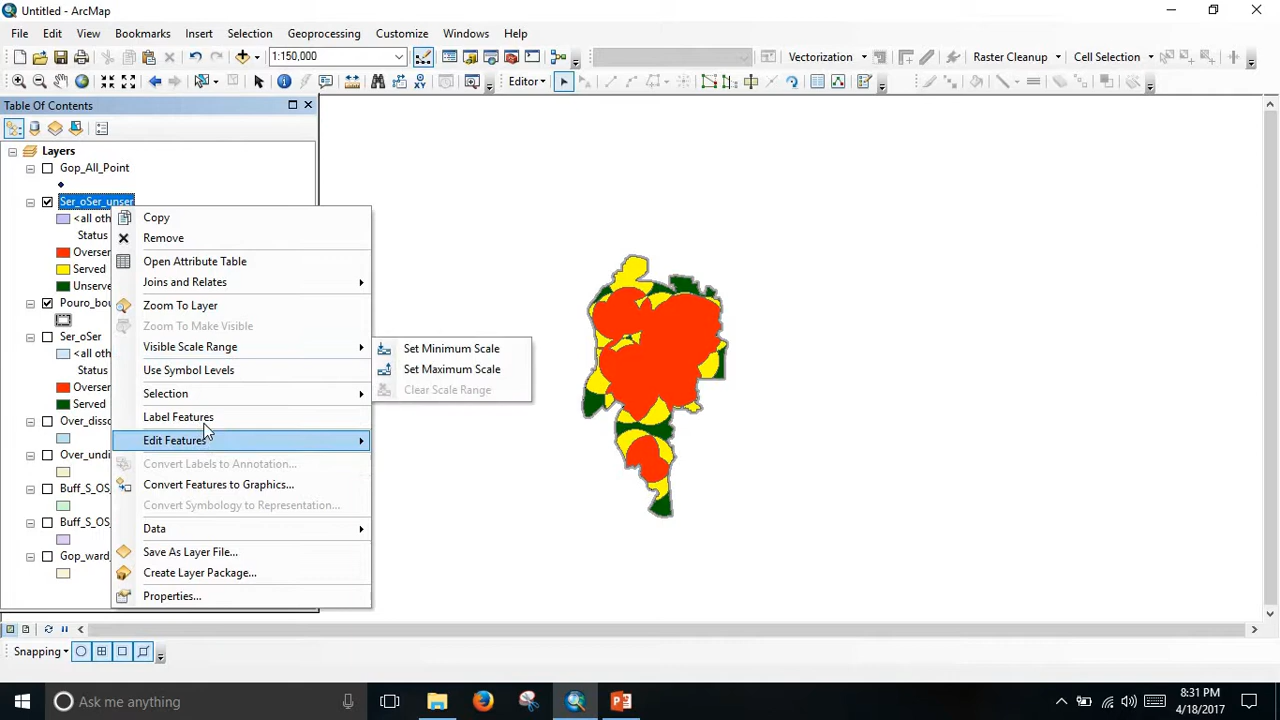 Untitled - ArcMap
File Edit View Bookmarks Insert Selection Geoprocessing Customize Windows Help
1:150,000 Vectorization Raster Cleanup Cell Selection
Editor
Table Of Contents
Layers
Gop_All_Point
Ser_oSer_unser
<all oth
Status
Overser
Served
Unserve
Pouro_bou
Ser_oSer
<all oth
Status
Overser
Served
Over_disso
Over_undi
Buff_S_OS_
Buff_S_OS_
Gop_ward_
Copy
Remove
Open Attribute Table
Joins and Relates
Zoom To Layer
Zoom To Make Visible
Visible Scale Range
Use Symbol Levels
Selection
Label Features
Edit Features
Convert Labels to Annotation...
Convert Features to Graphics...
Convert Symbology to Representation...
Data
Save As Layer File...
Create Layer Package...
Properties...
Set Minimum Scale
Set Maximum Scale
Clear Scale Range
Snapping
Ask me anything
8:31 PM
4/18/2017